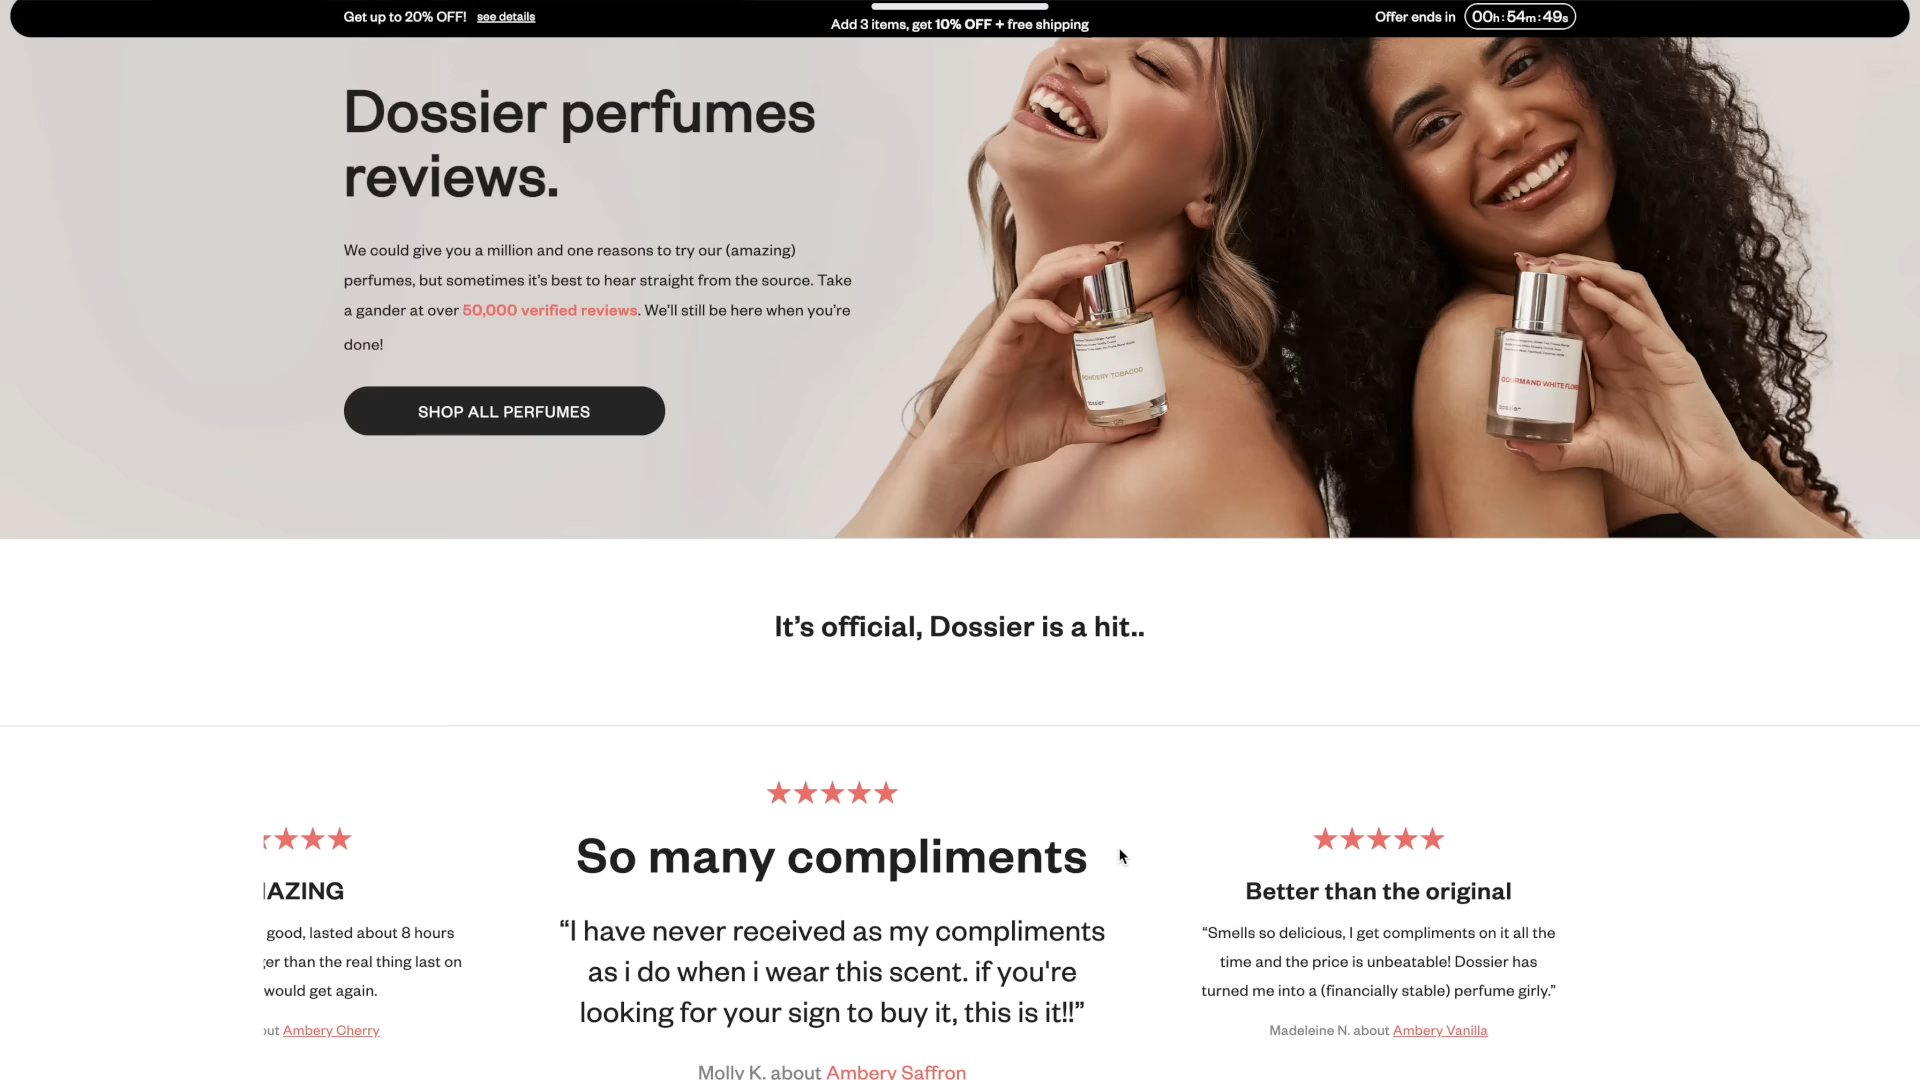 Get up to 20% OFF! see details
Add 3 items, get 10% OFF + free shipping
Offer ends in 00h:54m:49s
Dossier perfumes
reviews.
We could give you a million and one reasons to try our (amazing)
perfumes, but sometimes it's best to hear straight from the source. Take
a gander at over 50,000 verified reviews. We'll still be here when you're
done!
SHOP ALL PERFUMES
TOBACCO
GOURMAND WHITE
It's official, Dossier is a hit..
AZING
good, lasted about 8 hours
than the real thing last on
would get again.
Ambery Cherry
So many compliments
“I have never received as my compliments
as i do when i wear this scent. if you're
looking for your sign to buy it, this is it!!”
Molly K. about Ambery Saffron
Better than the original
“Smells so delicious, I get compliments on it all the
time and the price is unbeatable! Dossier has
turned me into a (financially stable) perfume girly.”
Madeleine N. about Ambery Vanilla